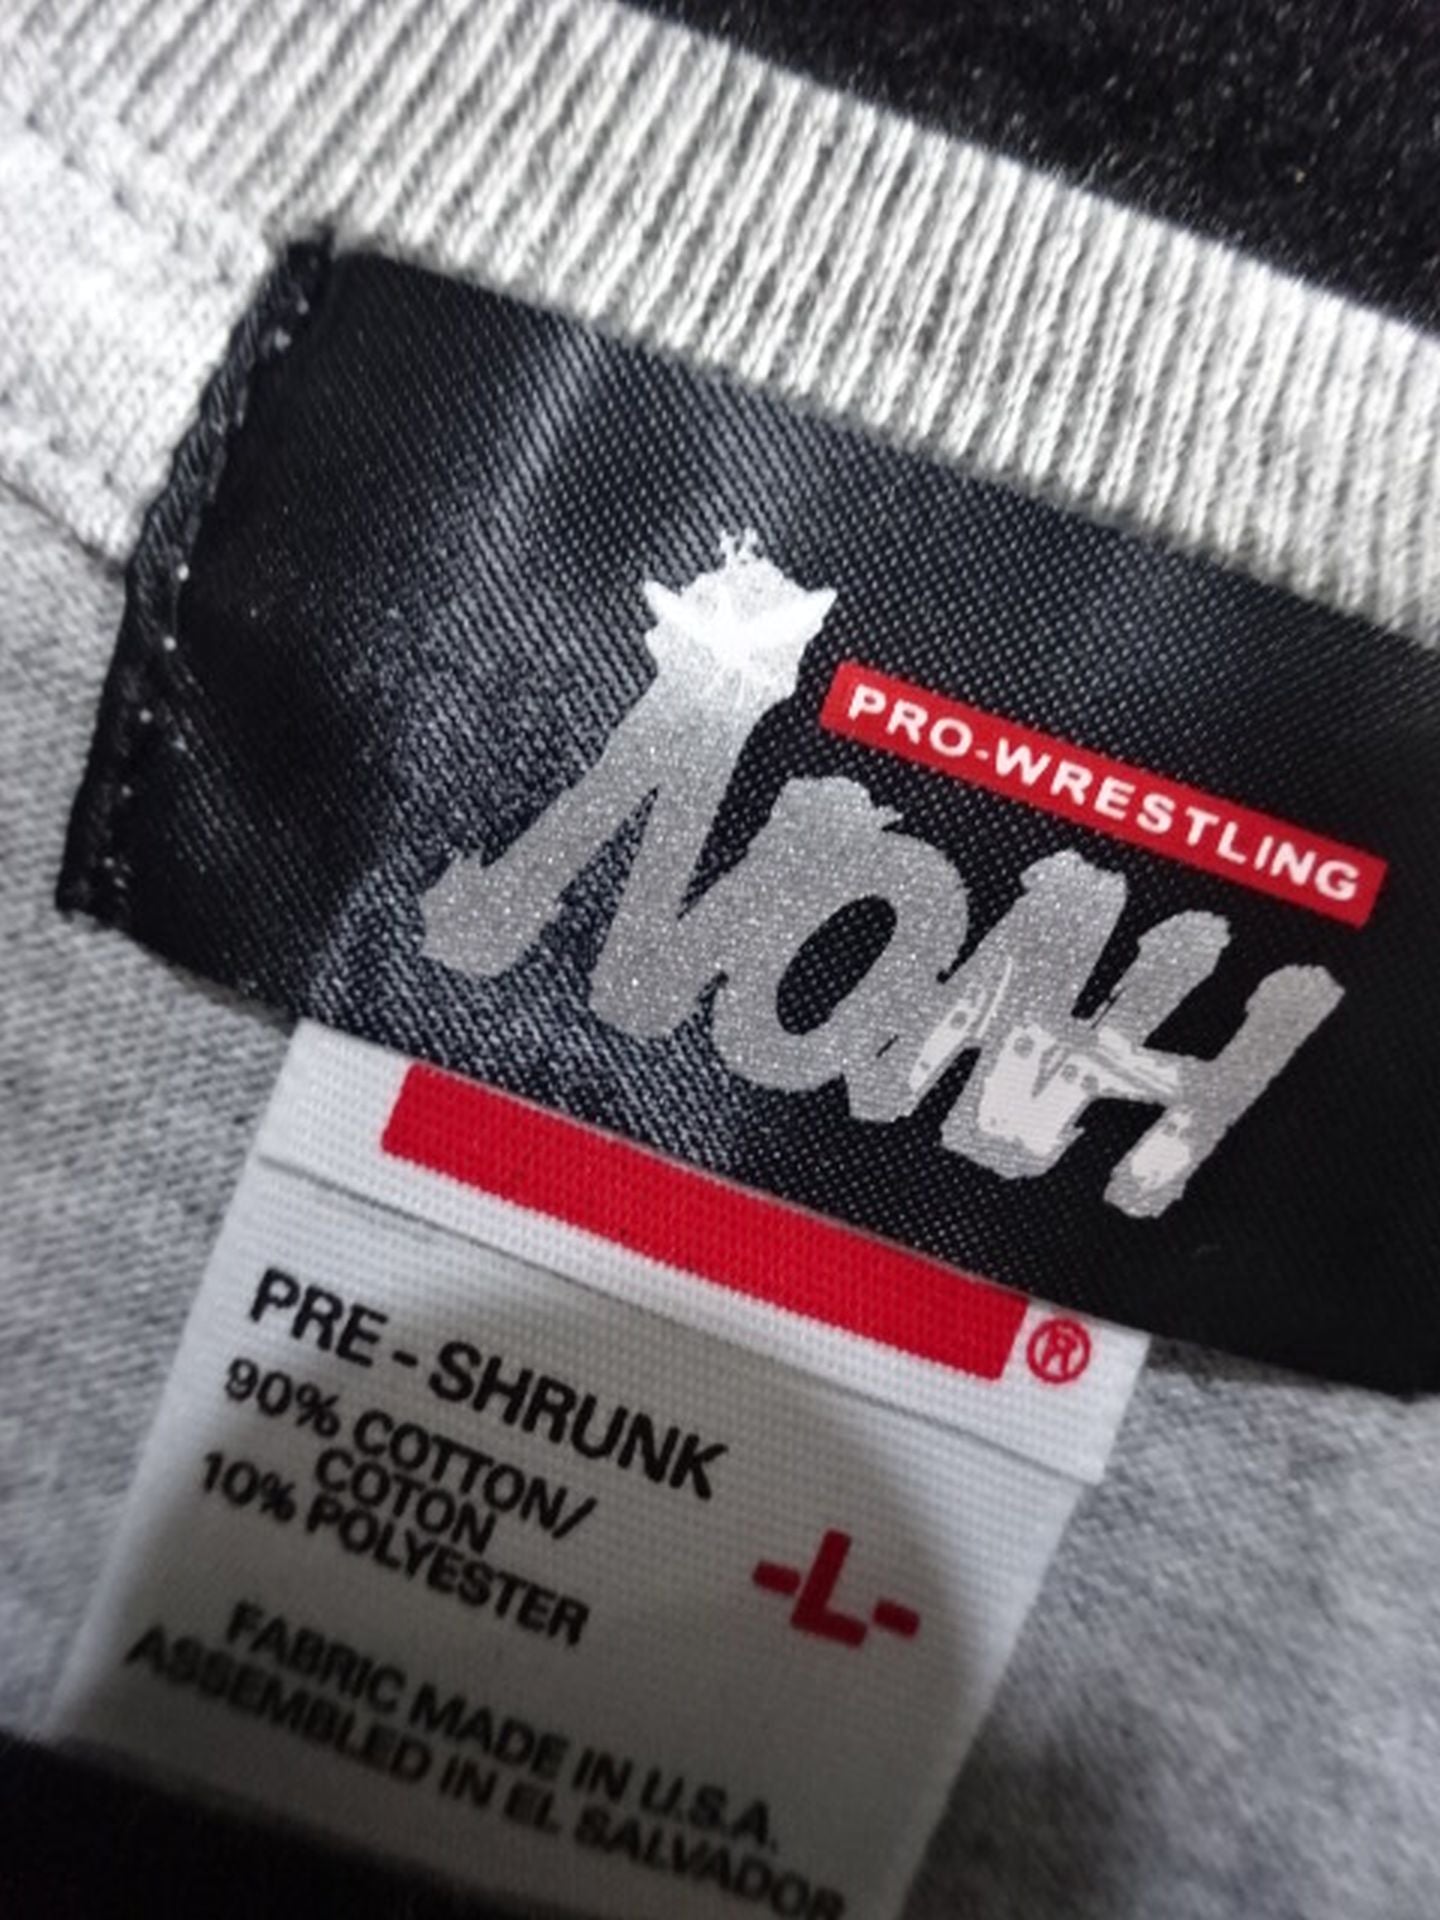 PRO-WRESTLING
NOAH
®
PRE-SHRUNK
90% COTTON/
COTON
10% POLYESTER
-L-
FABRIC MADE IN U.S.A.
ASSEMBLED IN EL SALVADOR